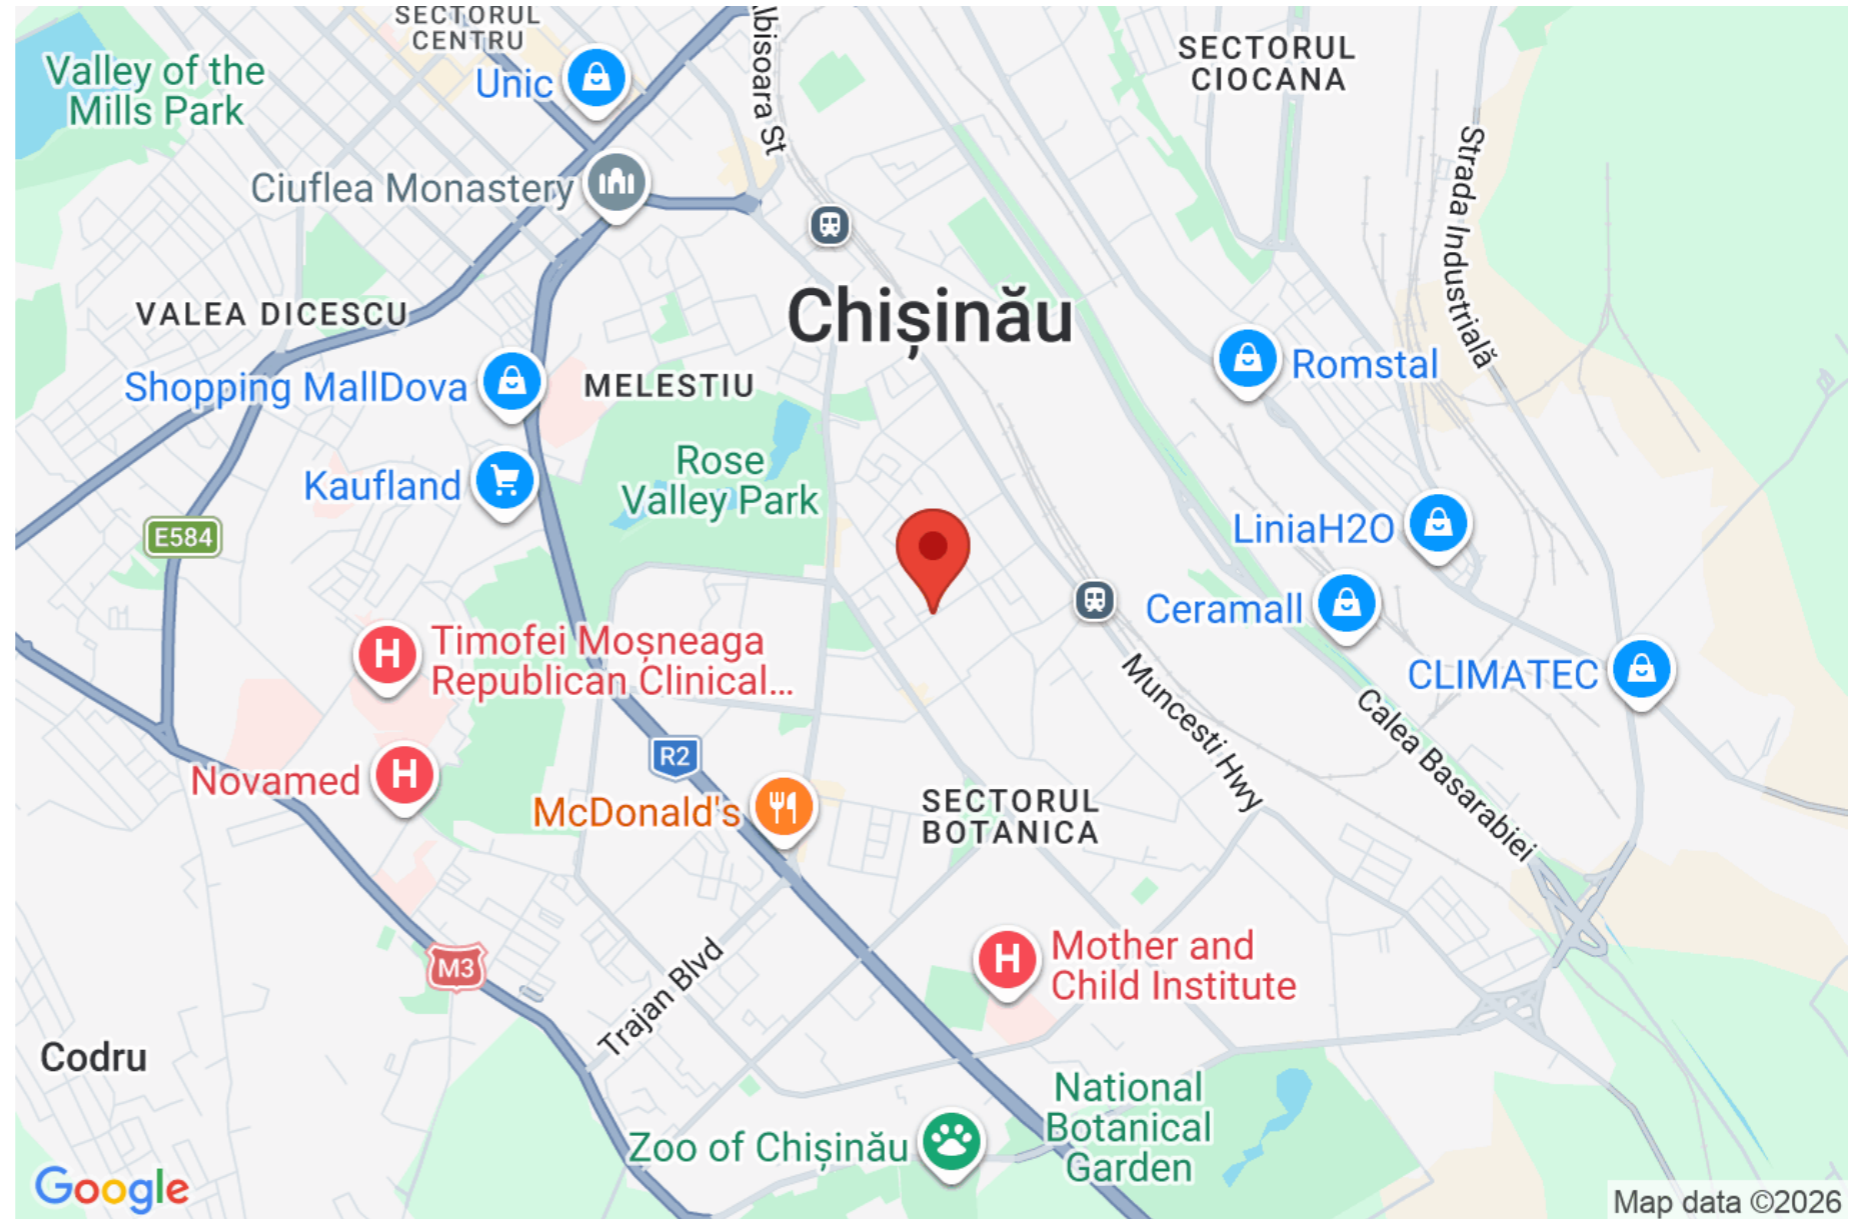 SECTORUL
CENTRU
Valley of the
Mills Park
Unic
Albisoara St
SECTORUL
CIOCANA
Strada Industrială
Ciuflea Monastery
VALEA DICESCU
Chișinău
Shopping MallDova
MELESTIU
Romstal
Kaufland
Rose
Valley Park
E584
LiniaH2O
Ceramall
Timofei Moșneaga
Republican Clinical...
CLIMATEC
Muncesti Hwy
Calea Basarabiei
R2
Novamed
McDonald's
SECTORUL
BOTANICA
M3
Trajan Blvd
Mother and
Child Institute
Codru
National
Botanical
Garden
Zoo of Chișinău
Google
Map data ©2026